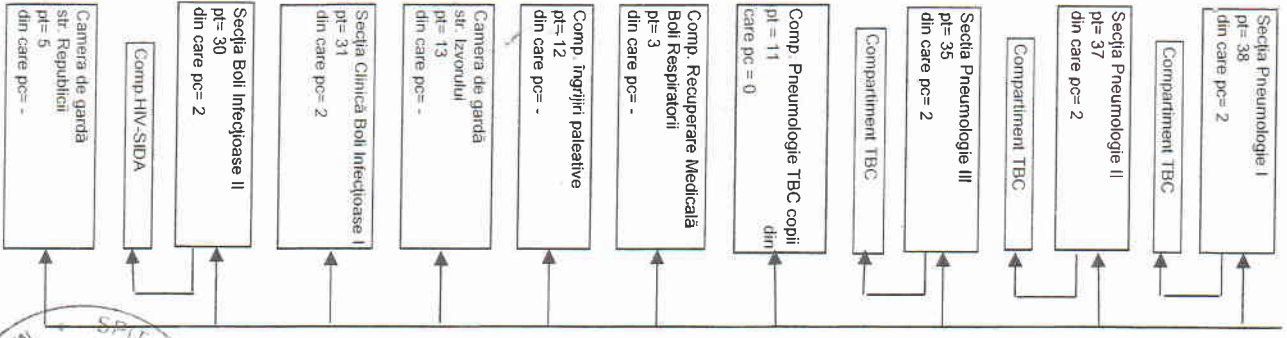 Secția Pneumologie I
pt= 38
din care pc= 2
Compartiment TBC
Secția Pneumologie II
pt= 37
din care pc= 2
Compartiment TBC
Secția Pneumologie III
pt= 35
din care pc= 2
Compartiment TBC
Comp. Pneumologie TBC copii
pt = 11 din
care pc = 0
Comp. Recuperare Medicală
Boli Respiratorii
pt= 3
din care pc= -
Comp. îngrijiri paleative
pt= 12
din care pc= -
Camera de gardă
str. Izvorului
pt= 13
din care pc= -
Secția Clinică Boli Infecțioase I
pt= 31
din care pc= 2
Secția Boli Infecțioase II
pt= 30
din care pc= 2
Comp.HIV-SIDA
Camera de gardă
str. Republicii
pt= 5
din care pc= -